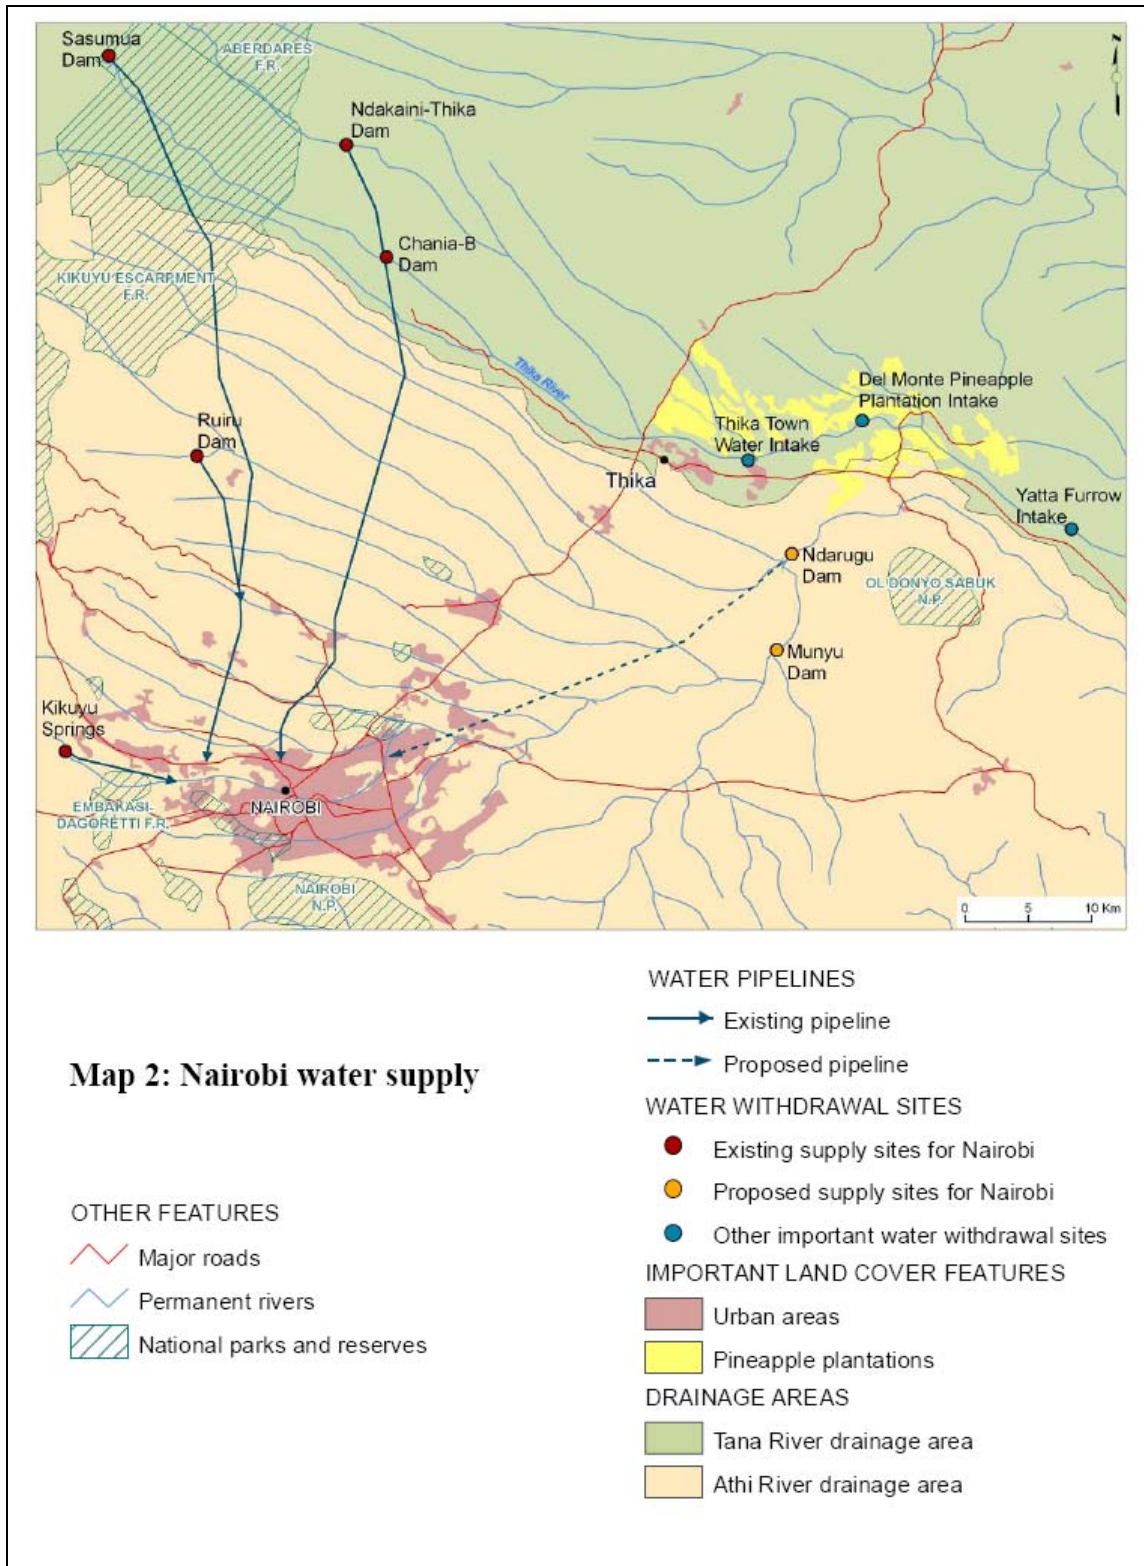 Sasumua
Dam
ABERDARES
F.R.
N
Ndakaini-Thika
Dam
Chania-B
Dam
KIKUYU ESCARPMENT
F.R.
Thika River
Del Monte Pineapple
Plantation Intake
Ruiru
Dam
Thika Town
Water Intake
Thika
Yatta Furrow
Intake
Ndarugu
Dam
OL DONYO SABUK
N.P.
Munyu
Dam
Kikuyu
Springs
NAIROBI
EMBAKASI-
DAGORETTI F.R.
NAIROBI
N.P.
0 5 10 Km
Map 2: Nairobi water supply
WATER PIPELINES
Existing pipeline
Proposed pipeline
WATER WITHDRAWAL SITES
Existing supply sites for Nairobi
Proposed supply sites for Nairobi
Other important water withdrawal sites
IMPORTANT LAND COVER FEATURES
Urban areas
Pineapple plantations
DRAINAGE AREAS
Tana River drainage area
Athi River drainage area
OTHER FEATURES
Major roads
Permanent rivers
National parks and reserves